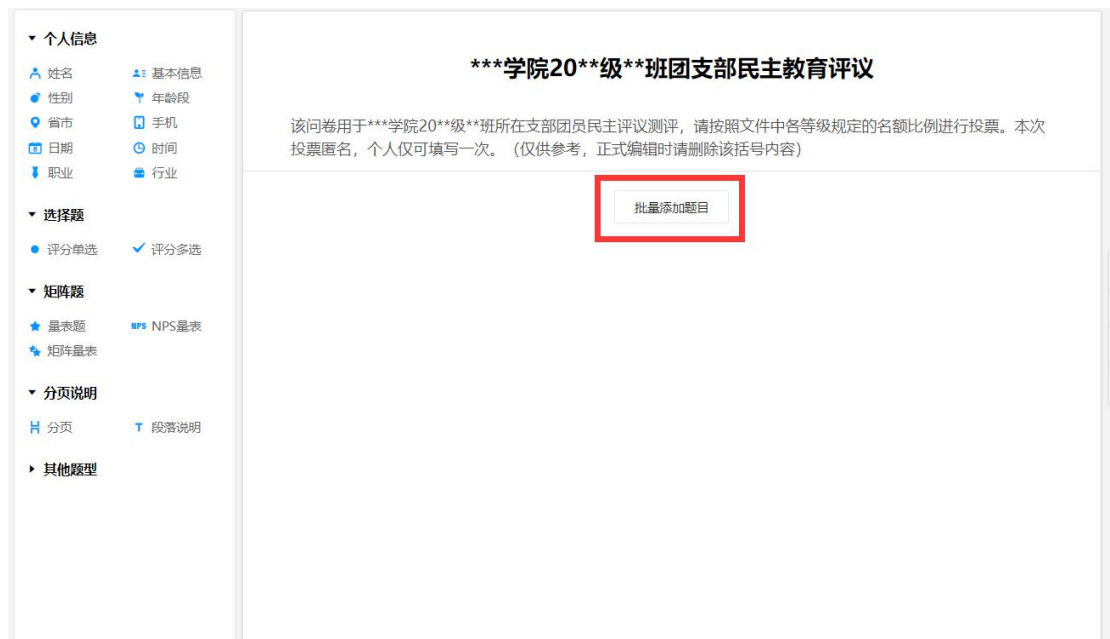 个人信息
姓名 基本信息
性别 年龄段
省市 手机
日期 时间
职业 行业
选择题
评分单选 评分多选
矩阵题
量表题 NPS NPS量表
矩阵量表
分页说明
分页 T 段落说明
其他题型
***学院20**级**班团支部民主教育评议
该问卷用于***学院20**级**班所在支部团员民主评议测评，请按照文件中各等级规定的名额比例进行投票。本次
投票匿名，个人仅可填写一次。（仅供参考，正式编辑时请删除该括号内容）
批量添加题目